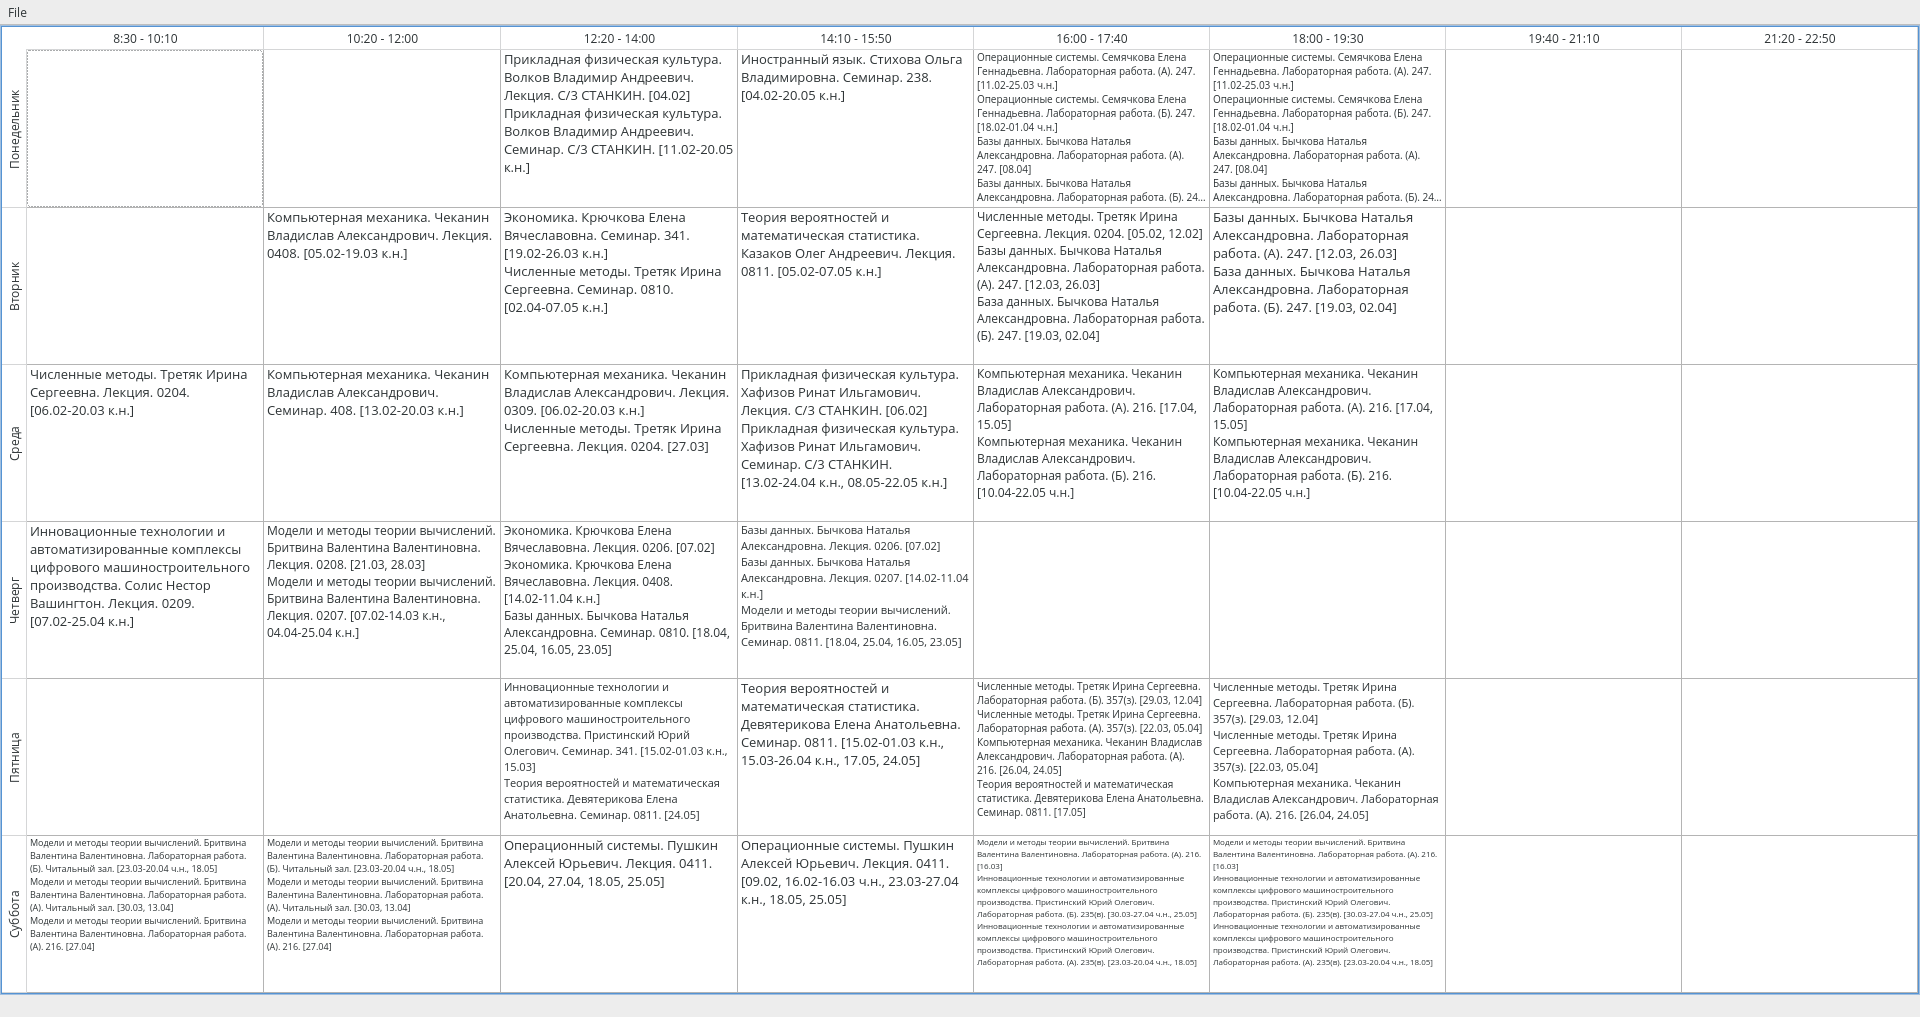 File
8:30 - 10:10
10:20 - 12:00
12:20 - 14:00
14:10 - 15:50
16:00 - 17:40
18:00 - 19:30
19:40 - 21:10
21:20 - 22:50
Понедельник
Прикладная физическая культура.
Волков Владимир Андреевич.
Лекция. С/З СТАНКИН. [04.02]
Прикладная физическая культура.
Волков Владимир Андреевич.
Семинар. С/З СТАНКИН. [11.02-20.05
к.н.]
Иностранный язык. Стихова Ольга
Владимировна. Семинар. 238.
[04.02-20.05 к.н.]
Операционные системы. Семячкова Елена
Геннадьевна. Лабораторная работа. (А). 247.
[11.02-25.03 ч.н.]
Операционные системы. Семячкова Елена
Геннадьевна. Лабораторная работа. (Б). 247.
[18.02-01.04 ч.н.]
Базы данных. Бычкова Наталья
Александровна. Лабораторная работа. (А).
247. [08.04]
Базы данных. Бычкова Наталья
Александровна. Лабораторная работа. (Б). 24...
Операционные системы. Семячкова Елена
Геннадьевна. Лабораторная работа. (А). 247.
[11.02-25.03 ч.н.]
Операционные системы. Семячкова Елена
Геннадьевна. Лабораторная работа. (Б). 247.
[18.02-01.04 ч.н.]
Базы данных. Бычкова Наталья
Александровна. Лабораторная работа. (А).
247. [08.04]
Базы данных. Бычкова Наталья
Александровна. Лабораторная работа. (Б). 24...
Вторник
Компьютерная механика. Чеканин
Владислав Александрович. Лекция.
0408. [05.02-19.03 к.н.]
Экономика. Крючкова Елена
Вячеславовна. Семинар. 341.
[19.02-26.03 к.н.]
Численные методы. Третяк Ирина
Сергеевна. Семинар. 0810.
[02.04-07.05 к.н.]
Теория вероятностей и
математическая статистика.
Казаков Олег Андреевич. Лекция.
0811. [05.02-07.05 к.н.]
Численные методы. Третяк Ирина
Сергеевна. Лекция. 0204. [05.02, 12.02]
Базы данных. Бычкова Наталья
Александровна. Лабораторная работа.
(А). 247. [12.03, 26.03]
База данных. Бычкова Наталья
Александровна. Лабораторная работа.
(Б). 247. [19.03, 02.04]
Базы данных. Бычкова Наталья
Александровна. Лабораторная
работа. (А). 247. [12.03, 26.03]
База данных. Бычкова Наталья
Александровна. Лабораторная
работа. (Б). 247. [19.03, 02.04]
Среда
Численные методы. Третяк Ирина
Сергеевна. Лекция. 0204.
[06.02-20.03 к.н.]
Компьютерная механика. Чеканин
Владислав Александрович.
Семинар. 408. [13.02-20.03 к.н.]
Компьютерная механика. Чеканин
Владислав Александрович. Лекция.
0309. [06.02-20.03 к.н.]
Численные методы. Третяк Ирина
Сергеевна. Лекция. 0204. [27.03]
Прикладная физическая культура.
Хафизов Ринат Ильгамович.
Лекция. С/З СТАНКИН. [06.02]
Прикладная физическая культура.
Хафизов Ринат Ильгамович.
Семинар. С/З СТАНКИН.
[13.02-24.04 к.н., 08.05-22.05 к.н.]
Компьютерная механика. Чеканин
Владислав Александрович.
Лабораторная работа. (А). 216. [17.04,
15.05]
Компьютерная механика. Чеканин
Владислав Александрович.
Лабораторная работа. (Б). 216.
[10.04-22.05 ч.н.]
Компьютерная механика. Чеканин
Владислав Александрович.
Лабораторная работа. (А). 216. [17.04,
15.05]
Компьютерная механика. Чеканин
Владислав Александрович.
Лабораторная работа. (Б). 216.
[10.04-22.05 ч.н.]
Четверг
Инновационные технологии и
автоматизированные комплексы
цифрового машиностроительного
производства. Солис Нестор
Вашингтон. Лекция. 0209.
[07.02-25.04 к.н.]
Модели и методы теории вычислений.
Бритвина Валентина Валентиновна.
Лекция. 0208. [21.03, 28.03]
Модели и методы теории вычислений.
Бритвина Валентина Валентиновна.
Лекция. 0207. [07.02-14.03 к.н.,
04.04-25.04 к.н.]
Экономика. Крючкова Елена
Вячеславовна. Лекция. 0206. [07.02]
Экономика. Крючкова Елена
Вячеславовна. Лекция. 0408.
[14.02-11.04 к.н.]
Базы данных. Бычкова Наталья
Александровна. Семинар. 0810. [18.04,
25.04, 16.05, 23.05]
Базы данных. Бычкова Наталья
Александровна. Лекция. 0206. [07.02]
Базы данных. Бычкова Наталья
Александровна. Лекция. 0207. [14.02-11.04
к.н.]
Модели и методы теории вычислений.
Бритвина Валентина Валентиновна.
Семинар. 0811. [18.04, 25.04, 16.05, 23.05]
Пятница
Инновационные технологии и
автоматизированные комплексы
цифрового машиностроительного
производства. Пристинский Юрий
Олегович. Семинар. 341. [15.02-01.03 к.н.,
15.03]
Теория вероятностей и математическая
статистика. Девятерикова Елена
Анатольевна. Семинар. 0811. [24.05]
Теория вероятностей и
математическая статистика.
Девятерикова Елена Анатольевна.
Семинар. 0811. [15.02-01.03 к.н.,
15.03-26.04 к.н., 17.05, 24.05]
Численные методы. Третяк Ирина Сергеевна.
Лабораторная работа. (Б). 357(з). [29.03, 12.04]
Численные методы. Третяк Ирина Сергеевна.
Лабораторная работа. (А). 357(з). [22.03, 05.04]
Компьютерная механика. Чеканин Владислав
Александрович. Лабораторная работа. (А).
216. [26.04, 24.05]
Теория вероятностей и математическая
статистика. Девятерикова Елена Анатольевна.
Семинар. 0811. [17.05]
Численные методы. Третяк Ирина
Сергеевна. Лабораторная работа. (Б).
357(з). [29.03, 12.04]
Численные методы. Третяк Ирина
Сергеевна. Лабораторная работа. (А).
357(з). [22.03, 05.04]
Компьютерная механика. Чеканин
Владислав Александрович. Лабораторная
работа. (А). 216. [26.04, 24.05]
Суббота
Модели и методы теории вычислений. Бритвина
Валентина Валентиновна. Лабораторная работа.
(Б). Читальный зал. [23.03-20.04 ч.н., 18.05]
Модели и методы теории вычислений. Бритвина
Валентина Валентиновна. Лабораторная работа.
(А). Читальный зал. [30.03, 13.04]
Модели и методы теории вычислений. Бритвина
Валентина Валентиновна. Лабораторная работа.
(А). 216. [27.04]
Модели и методы теории вычислений. Бритвина
Валентина Валентиновна. Лабораторная работа.
(Б). Читальный зал. [23.03-20.04 ч.н., 18.05]
Модели и методы теории вычислений. Бритвина
Валентина Валентиновна. Лабораторная работа.
(А). Читальный зал. [30.03, 13.04]
Модели и методы теории вычислений. Бритвина
Валентина Валентиновна. Лабораторная работа.
(А). 216. [27.04]
Операционный системы. Пушкин
Алексей Юрьевич. Лекция. 0411.
[20.04, 27.04, 18.05, 25.05]
Операционные системы. Пушкин
Алексей Юрьевич. Лекция. 0411.
[09.02, 16.02-16.03 ч.н., 23.03-27.04
к.н., 18.05, 25.05]
Модели и методы теории вычислений. Бритвина
Валентина Валентиновна. Лабораторная работа. (А). 216.
[16.03]
Инновационные технологии и автоматизированные
комплексы цифрового машиностроительного
производства. Пристинский Юрий Олегович.
Лабораторная работа. (Б). 235(в). [30.03-27.04 ч.н., 25.05]
Инновационные технологии и автоматизированные
комплексы цифрового машиностроительного
производства. Пристинский Юрий Олегович.
Лабораторная работа. (А). 235(в). [23.03-20.04 ч.н., 18.05]
Модели и методы теории вычислений. Бритвина
Валентина Валентиновна. Лабораторная работа. (А). 216.
[16.03]
Инновационные технологии и автоматизированные
комплексы цифрового машиностроительного
производства. Пристинский Юрий Олегович.
Лабораторная работа. (Б). 235(в). [30.03-27.04 ч.н., 25.05]
Инновационные технологии и автоматизированные
комплексы цифрового машиностроительного
производства. Пристинский Юрий Олегович.
Лабораторная работа. (А). 235(в). [23.03-20.04 ч.н., 18.05]